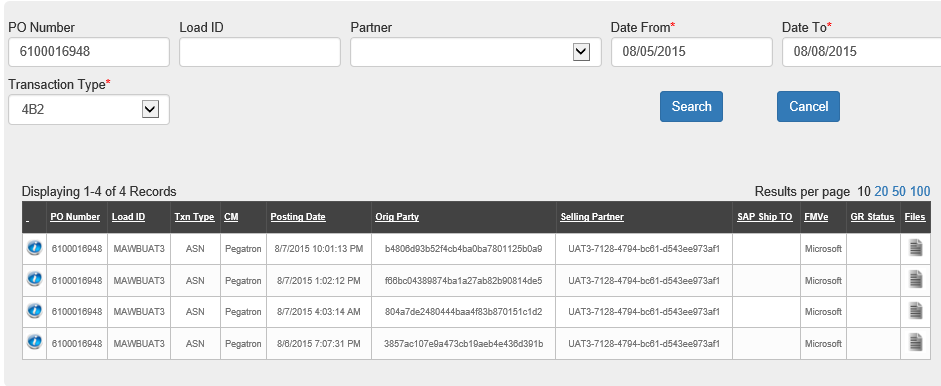 PO Number Load ID Partner Date From* Date To*
6100016948 08/05/2015 08/08/2015
Transaction Type*
4B2 Search Cancel
Displaying 1-4 of 4 Records Results per page 10 20 50 100
PO Number Load ID Txn Type CM Posting Date Orig Party Selling Partner SAP Ship TO FMVe GR Status Files
6100016948 MAWBUAT3 ASN Pegatron 8/7/2015 10:01:13 PM b4806d93b52f4cb4ba0ba7801125b0a9 UAT3-7128-4794-bc61-d543ee973af1 Microsoft
6100016948 MAWBUAT3 ASN Pegatron 8/7/2015 1:02:12 PM f66bc04389874ba1a27ab82b90814de5 UAT3-7128-4794-bc61-d543ee973af1 Microsoft
6100016948 MAWBUAT3 ASN Pegatron 8/7/2015 4:03:14 AM 804a7de2480444baa4f83b870151c1d2 UAT3-7128-4794-bc61-d543ee973af1 Microsoft
6100016948 MAWBUAT3 ASN Pegatron 8/6/2015 7:07:31 PM 3857ac107e9a473cb19aeb4e436d391b UAT3-7128-4794-bc61-d543ee973af1 Microsoft